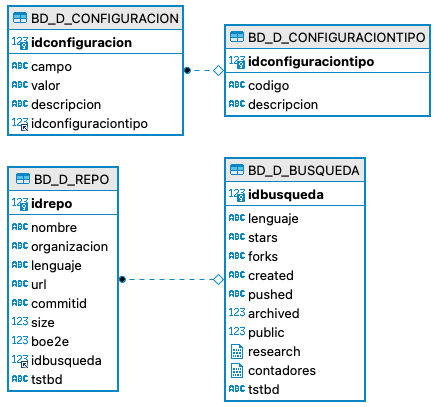 BD_D_CONFIGURACION
123 idconfiguracion
ABC campo
ABC valor
ABC descripcion
123 idconfiguraciontipo
BD_D_CONFIGURACIONTIPO
123 idconfiguraciontipo
ABC codigo
ABC descripcion
BD_D_REPO
123 idrepo
ABC nombre
ABC organizacion
ABC lenguaje
ABC url
ABC commitid
123 size
123 boe2e
123 idbusqueda
ABC tstbd
BD_D_BUSQUEDA
123 idbusqueda
ABC lenguaje
ABC stars
ABC forks
ABC created
ABC pushed
123 archived
123 public
research
contadores
ABC tstbd